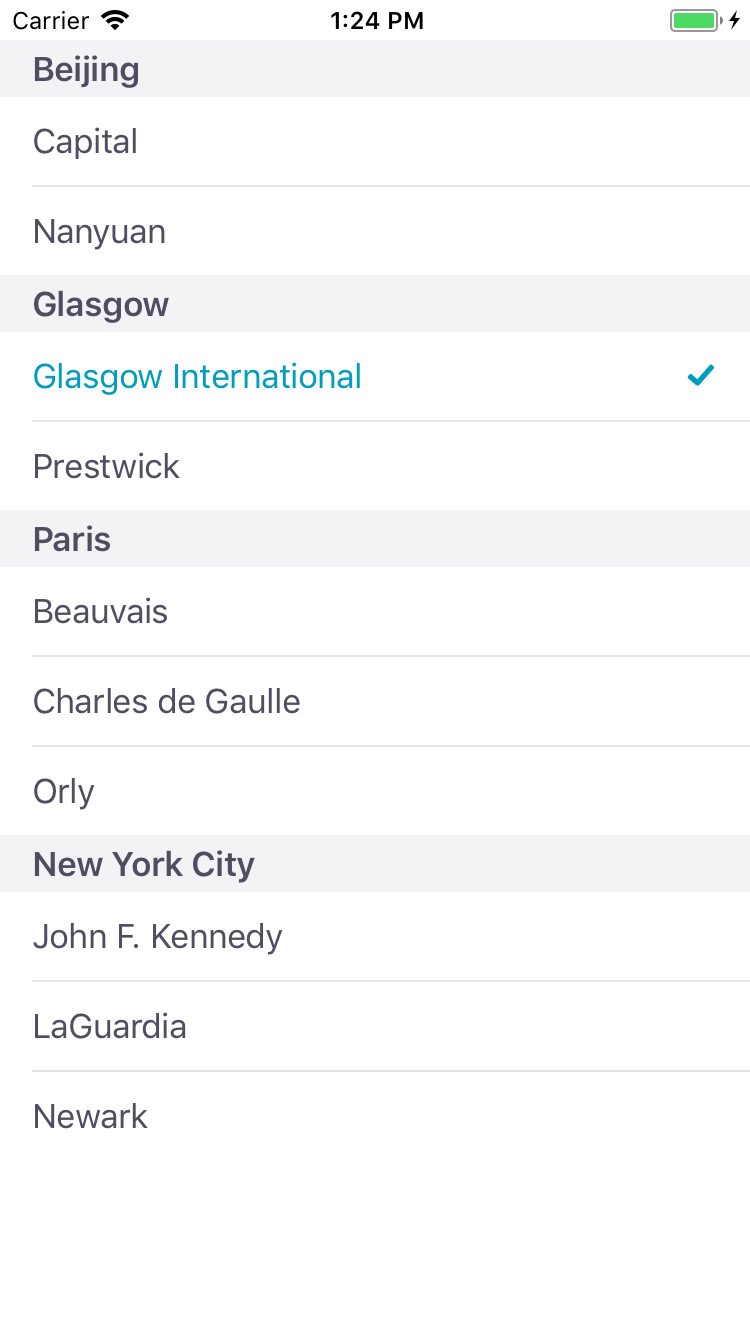 Carrier 1:24 PM
Beijing
Capital
Nanyuan
Glasgow
Glasgow International
Prestwick
Paris
Beauvais
Charles de Gaulle
Orly
New York City
John F. Kennedy
LaGuardia
Newark